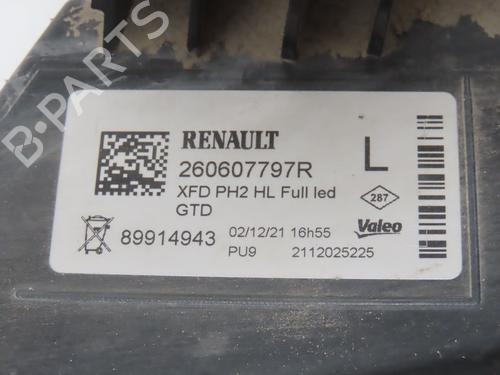 B-PARTS
RENAULT
260607797R
L
XFD PH2 HL Full led
GTD
287
89914943
02/12/21 16h55
Valeo
PU9
2112025225